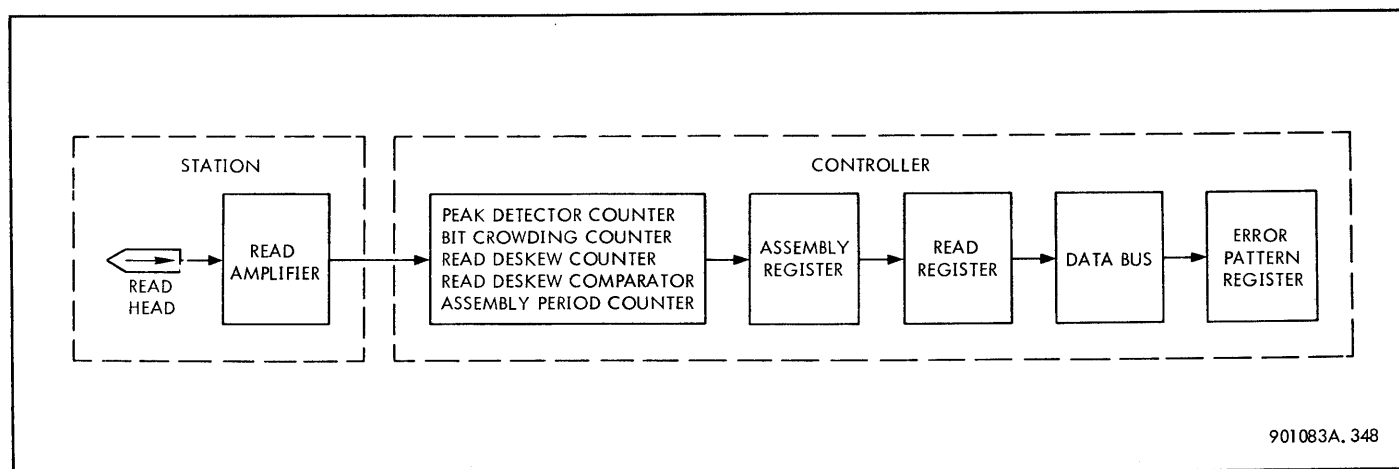 STATION
CONTROLLER
READ
HEAD
READ
AMPLIFIER
PEAK DETECTOR COUNTER
BIT CROWDING COUNTER
READ DESKEW COUNTER
READ DESKEW COMPARATOR
ASSEMBLY PERIOD COUNTER
ASSEMBLY
REGISTER
READ
REGISTER
DATA BUS
ERROR
PATTERN
REGISTER
901083A.348